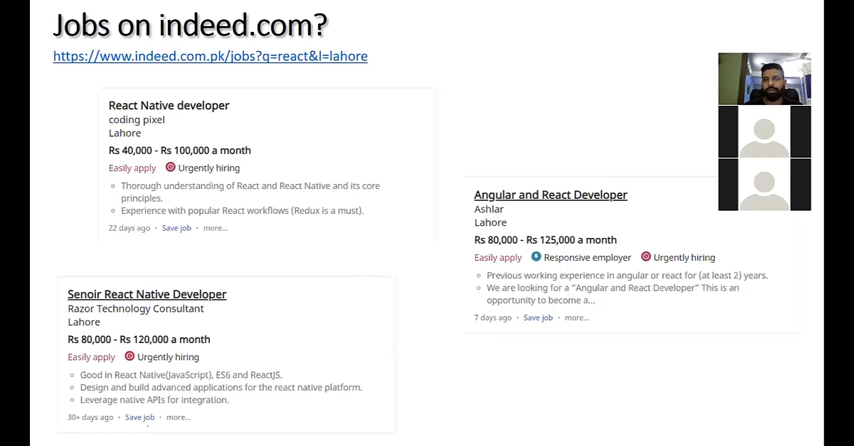 Jobs on indeed.com?
https://www.indeed.com.pk/jobs?q=react&l=lahore
React Native developer
coding pixel
Lahore
Rs 40,000 - Rs 100,000 a month
Easily apply Urgently hiring
Thorough understanding of React and React Native and its core
principles.
Experience with popular React workflows (Redux is a must).
22 days ago · Save job · more...
Angular and React Developer
Ashlar
Lahore
Rs 80,000 - Rs 125,000 a month
Easily apply Responsive employer Urgently hiring
Previous working experience in angular or react for (at least 2) years.
We are looking for a “Angular and React Developer” This is an
opportunity to become a...
7 days ago · Save job · more...
Senoir React Native Developer
Razor Technology Consultant
Lahore
Rs 80,000 - Rs 120,000 a month
Easily apply Urgently hiring
Good in React Native(JavaScript), ES6 and ReactJS.
Design and build advanced applications for the react native platform.
Leverage native APIs for integration.
30+ days ago · Save job · more...